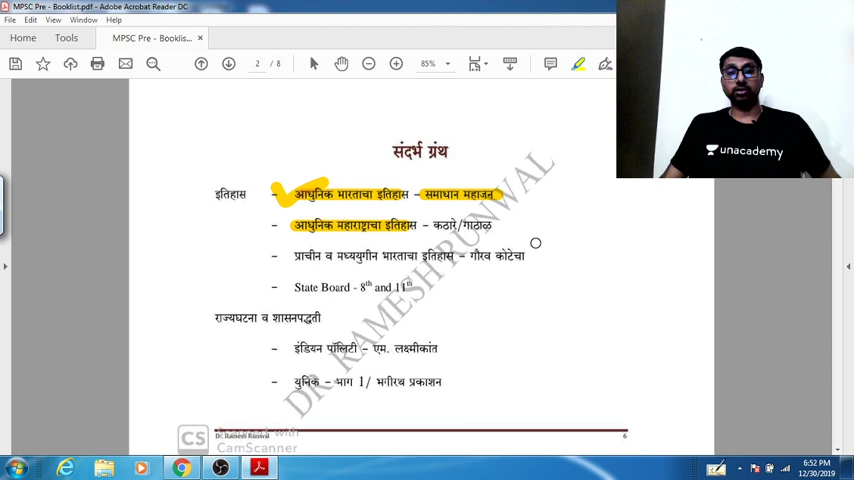 MPSC Pre - Booklist.pdf - Adobe Acrobat Reader DC
File Edit View Window Help
Home Tools MPSC Pre - Booklist... ×
2 / 8 85%
unacademy
संदर्भ ग्रंथ
इतिहास - आधुनिक भारताचा इतिहास - समाधान महाजन
- आधुनिक महाराष्ट्राचा इतिहास - कठारे/गाठाळ
- प्राचीन व मध्ययुगीन भारताचा इतिहास - गौरव कोटेचा
- State Board - 8th and 11th
राज्यघटना व शासनपद्धती
- इंडियन पॉलिटी - एम. लक्ष्मीकांत
- युनिक - भाग 1/ भगीरथ प्रकाशन
DR. RAMESH RUNWAL
CS Scanned with
CamScanner
Dr. Ramesh Runwal 6
6:52 PM
12/30/2019